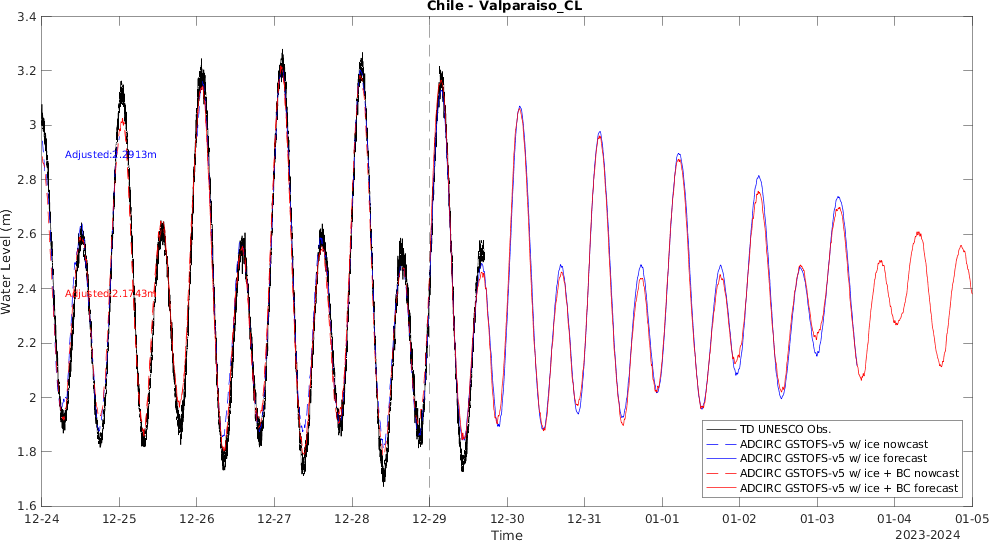 Chile - Valparaiso_CL
3.4
3.2
3
2.8
2.6
2.4
2.2
2
1.8
1.6
Water Level (m)
Adjusted:2.2913m
Adjusted:2.1743m
TD UNESCO Obs.
ADCIRC GSTOFS-v5 w/ ice nowcast
ADCIRC GSTOFS-v5 w/ ice forecast
ADCIRC GSTOFS-v5 w/ ice + BC nowcast
ADCIRC GSTOFS-v5 w/ ice + BC forecast
12-24 12-25 12-26 12-27 12-28 12-29 12-30 12-31 01-01 01-02 01-03 01-04 01-05
Time
2023-2024